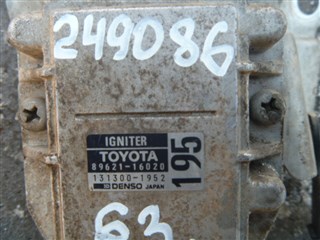 249086
IGNITER
TOYOTA
89621-16020
131300-1952
DENSO JAPAN
195
63